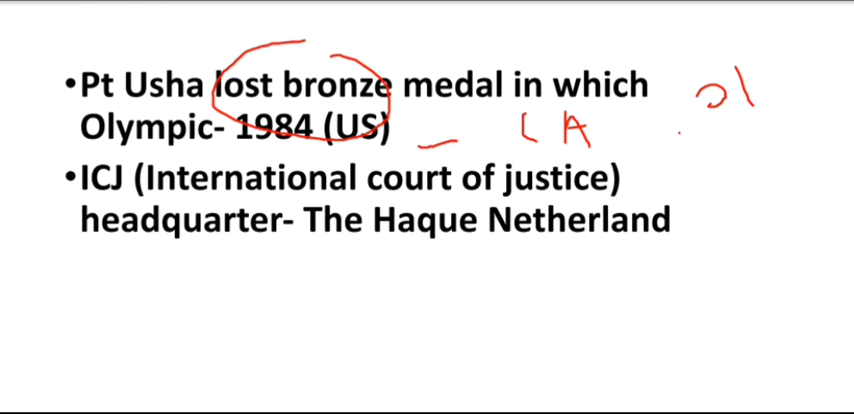 •Pt Usha lost bronze medal in which
Olympic- 1984 (US) - LA
•ICJ (International court of justice)
headquarter- The Haque Netherland